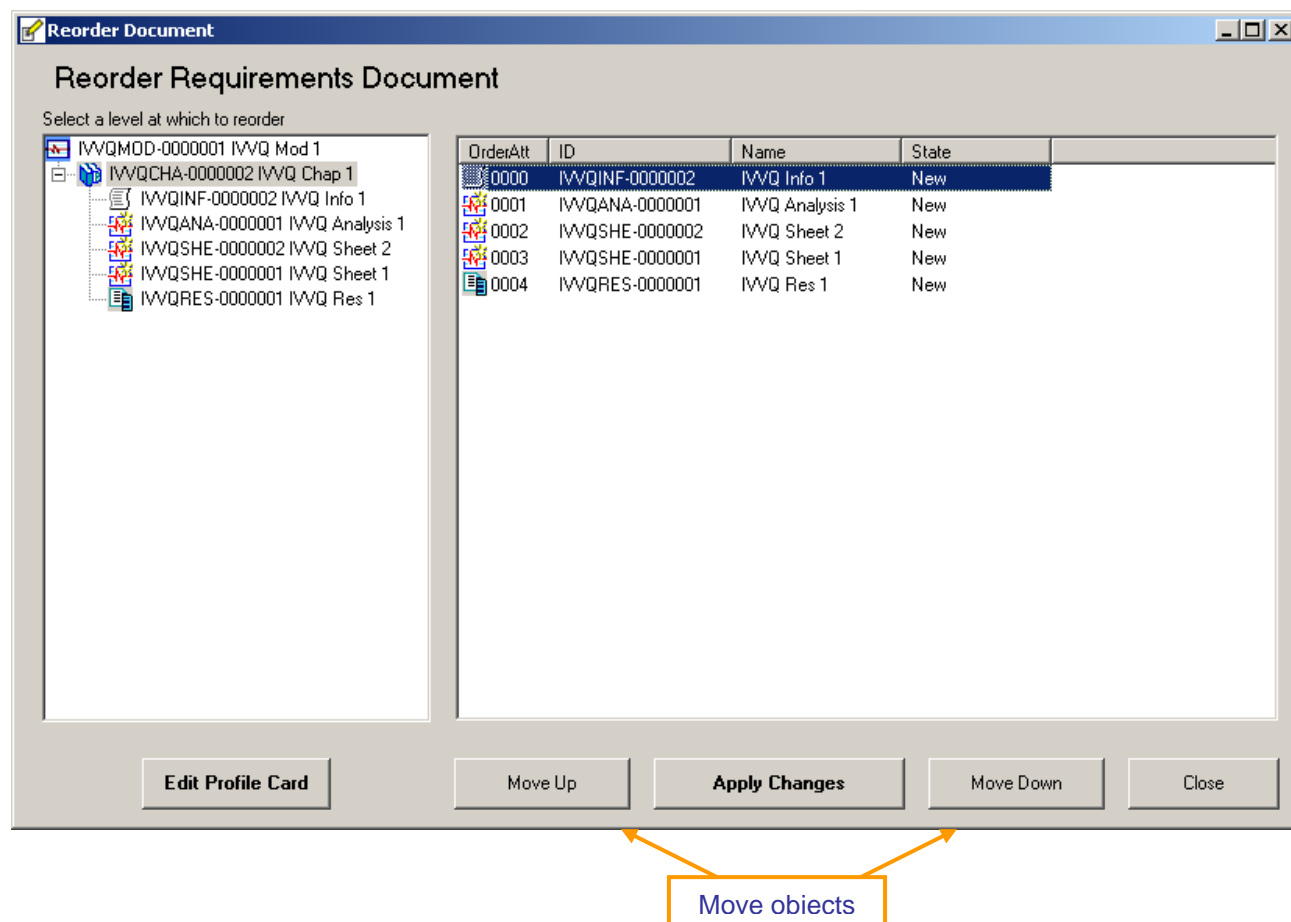 Reorder Document
Reorder Requirements Document
Select a level at which to reorder
IVVQMOD-0000001 IVVQ Mod 1
IVVQCHA-0000002 IVVQ Chap 1
IVVQINF-0000002 IVVQ Info 1
IVVQANA-0000001 IVVQ Analysis 1
IVVQSHE-0000002 IVVQ Sheet 2
IVVQSHE-0000001 IVVQ Sheet 1
IVVQRES-0000001 IVVQ Res 1
OrderAtt ID Name State
0000 IVVQINF-0000002 IVVQ Info 1 New
0001 IVVQANA-0000001 IVVQ Analysis 1 New
0002 IVVQSHE-0000002 IVVQ Sheet 2 New
0003 IVVQSHE-0000001 IVVQ Sheet 1 New
0004 IVVQRES-0000001 IVVQ Res 1 New
Edit Profile Card Move Up Apply Changes Move Down Close
Move objects